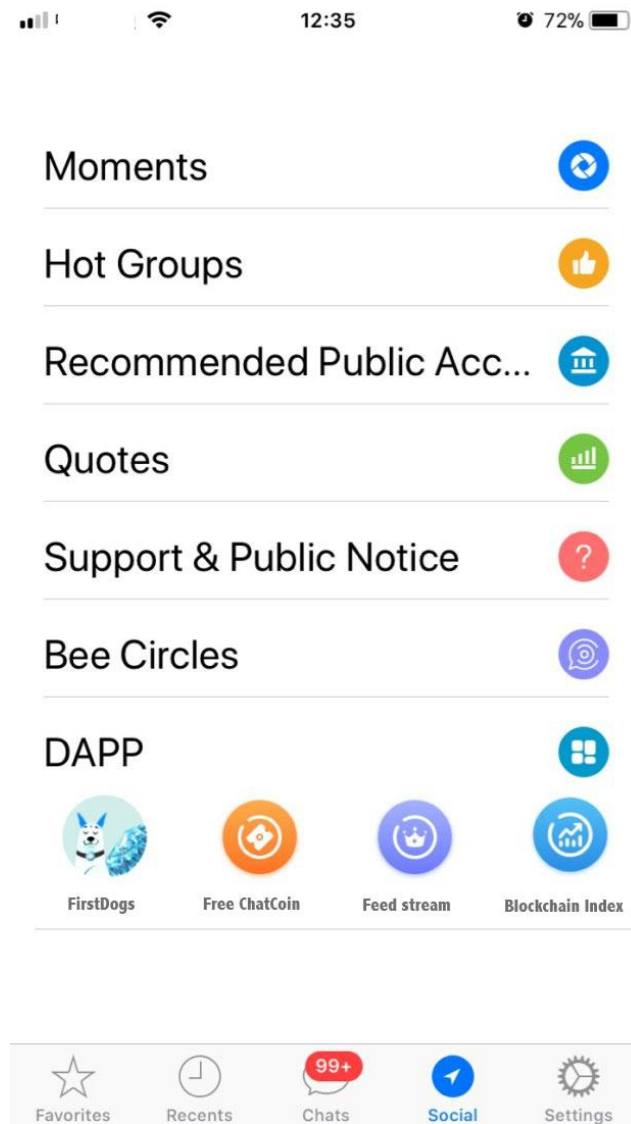 12:35
72%
Moments
Hot Groups
Recommended Public Acc...
Quotes
Support & Public Notice
?
Bee Circles
DAPP
FirstDogs Free ChatCoin Feed stream Blockchain Index
99+
Favorites Recents Chats Social Settings